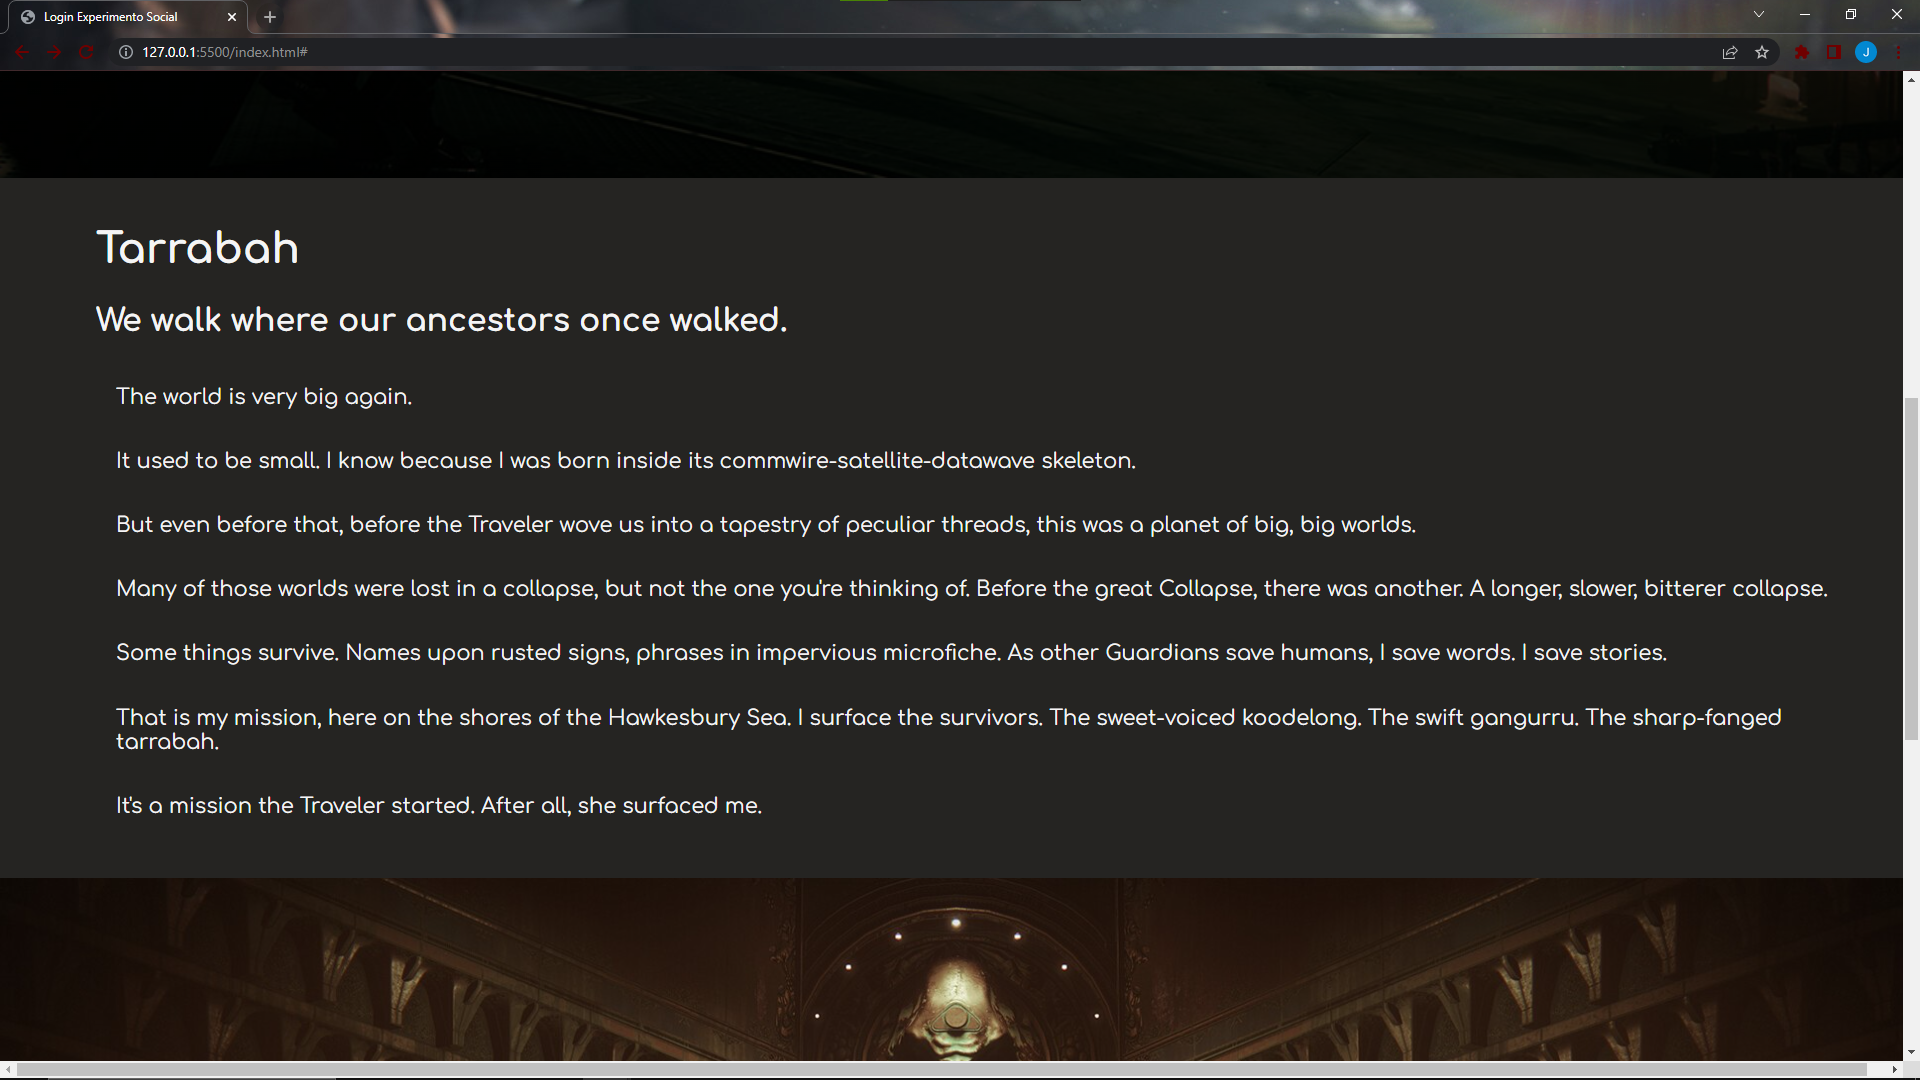 Login Experimento Social
127.0.0.1:5500/index.html#
J
Tarrabah
We walk where our ancestors once walked.
The world is very big again.
It used to be small. I know because I was born inside its commwire-satellite-datawave skeleton.
But even before that, before the Traveler wove us into a tapestry of peculiar threads, this was a planet of big, big worlds.
Many of those worlds were lost in a collapse, but not the one you're thinking of. Before the great Collapse, there was another. A longer, slower, bitterer collapse.
Some things survive. Names upon rusted signs, phrases in impervious microfiche. As other Guardians save humans, I save words. I save stories.
That is my mission, here on the shores of the Hawkesbury Sea. I surface the survivors. The sweet-voiced koodelong. The swift gangurru. The sharp-fanged
tarrabah.
It's a mission the Traveler started. After all, she surfaced me.